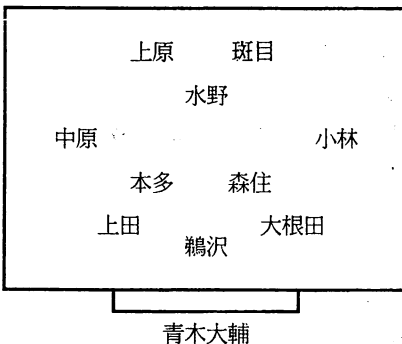 上原 斑目
水野
中原 小林
本多 森住
上田 大根田
鵜沢
青木大輔